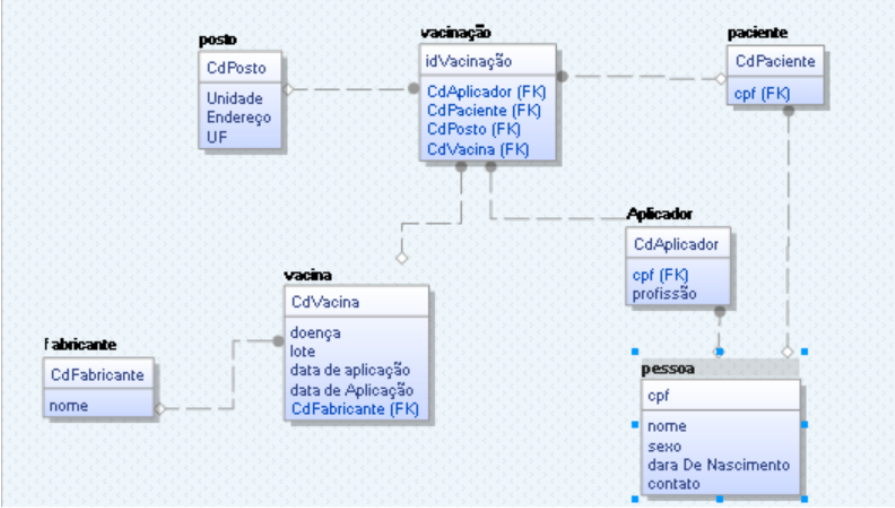 posto
CdPosto
Unidade
Endereço
UF
vacinação
idVacinação
CdAplicador (FK)
CdPaciente (FK)
CdPosto (FK)
CdVacina (FK)
paciente
CdPaciente
cpf (FK)
Aplicador
CdAplicador
cpf (FK)
profissão
vacina
CdVacina
doença
lote
data de aplicação
data de Aplicação
CdFabricante (FK)
fabricante
CdFabricante
nome
pessoa
cpf
nome
sexo
dara De Nascimento
contato